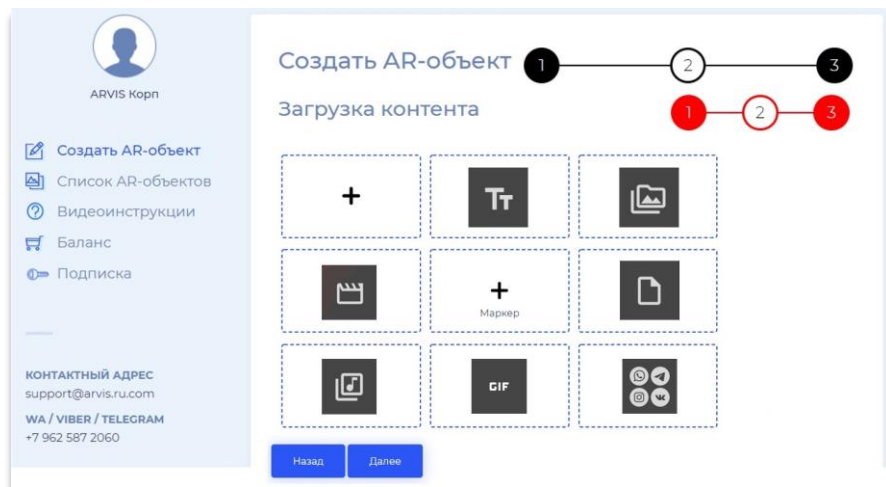 ARVIS Корп
Создать AR-объект
Список AR-объектов
Видеоинструкции
Баланс
Подписка
КОНТАКТНЫЙ АДРЕС
support@arvis.ru.com
WA / VIBER / TELEGRAM
+7 962 587 2060
Создать AR-объект 1 2 3
Загрузка контента 1 2 3
+ Tт
+
Маркер
GIF
Назад Далее